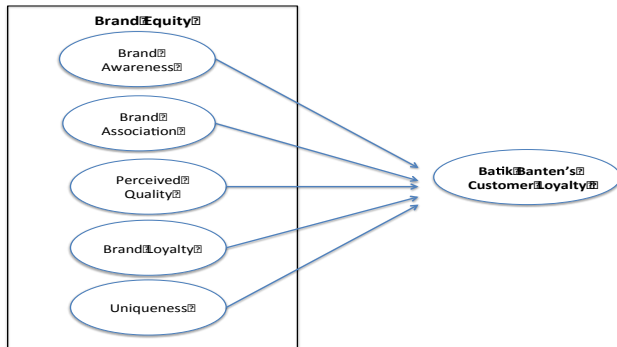 Brand Equity
Brand
Awareness
Brand
Association
Perceived
Quality
Brand Loyalty
Uniqueness
Batik Banten's
Customer Loyalty